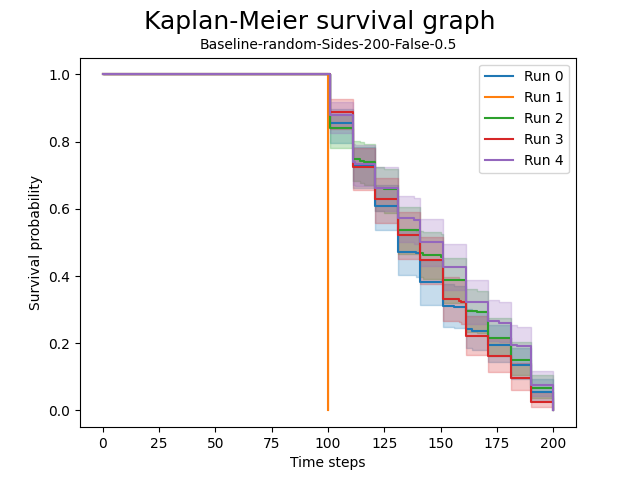 Kaplan-Meier survival graph
Baseline-random-Sides-200-False-0.5
Survival probability
1.0
0.8
0.6
0.4
0.2
0.0
Run 0
Run 1
Run 2
Run 3
Run 4
0 25 50 75 100 125 150 175 200
Time steps